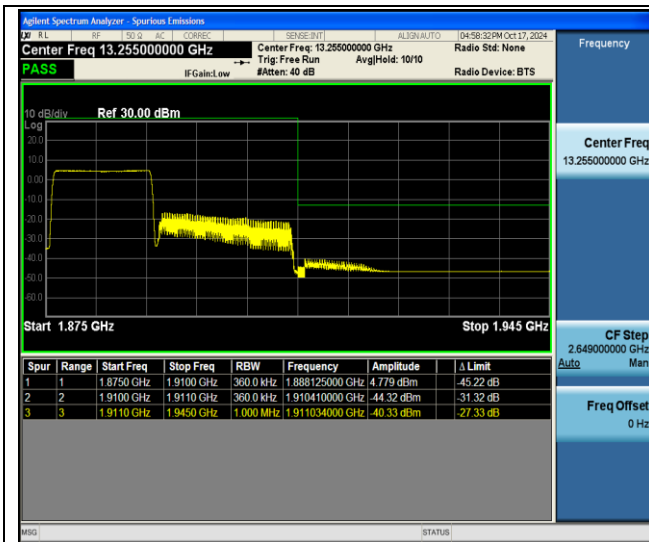 Agilent Spectrum Analyzer - Spurious Emissions
LXI RL RF 50 Ω AC CORREC SENSE:INT ALIGNAUTO 04:58:32PM Oct 17, 2024
Center Freq 13.255000000 GHz Center Freq: 13.255000000 GHz Radio Std: None Frequency
Trig: Free Run Avg|Hold: 10/10
PASS IFGain:Low #Atten: 40 dB Radio Device: BTS
10 dB/div Ref 30.00 dBm
Log
20.0
10.0
0.00
-10.0
-20.0
-30.0
-40.0
-50.0
-60.0
Center Freq
13.255000000 GHz
Start 1.875 GHz Stop 1.945 GHz
CF Step
2.649000000 GHz
Auto Man
Spur Range Start Freq Stop Freq RBW Frequency Amplitude Δ Limit
1 1 1.8750 GHz 1.9100 GHz 360.0 kHz 1.888125000 GHz 4.779 dBm -45.22 dB
2 2 1.9100 GHz 1.9110 GHz 360.0 kHz 1.910410000 GHz -44.32 dBm -31.32 dB
3 3 1.9110 GHz 1.9450 GHz 1.000 MHz 1.911034000 GHz -40.33 dBm -27.33 dB
Freq Offset
0 Hz
MSG STATUS